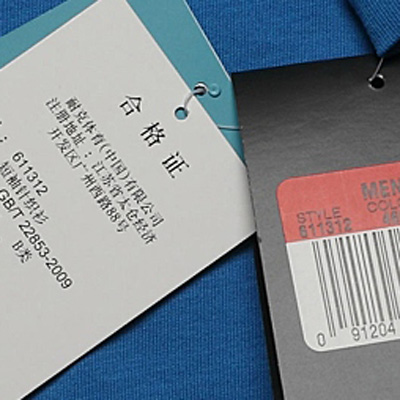 合格证
耐克体育(中国)有限公司
注册地址：江苏省太仓经济
开发区广州西路88号
：611312
短袖针织衫
GB/T 22853-2009
B类
MEN
STYLE COL
611312
0 91204